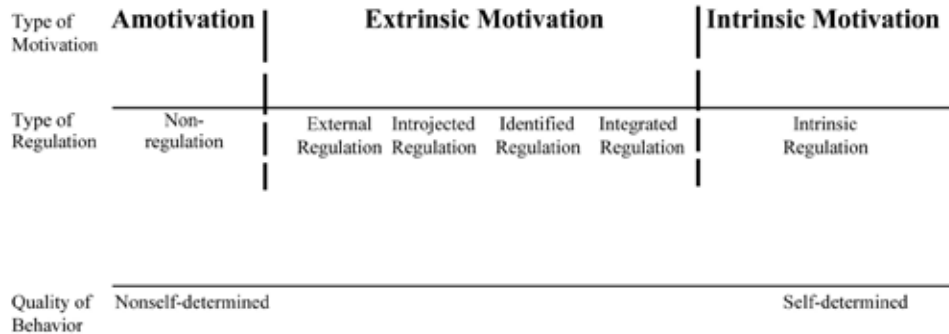 Type of Motivation
Amotivation
Extrinsic Motivation
Intrinsic Motivation
Type of Regulation
Non-regulation
External Regulation
Introjected Regulation
Identified Regulation
Integrated Regulation
Intrinsic Regulation
Quality of Behavior
Nonself-determined
Self-determined